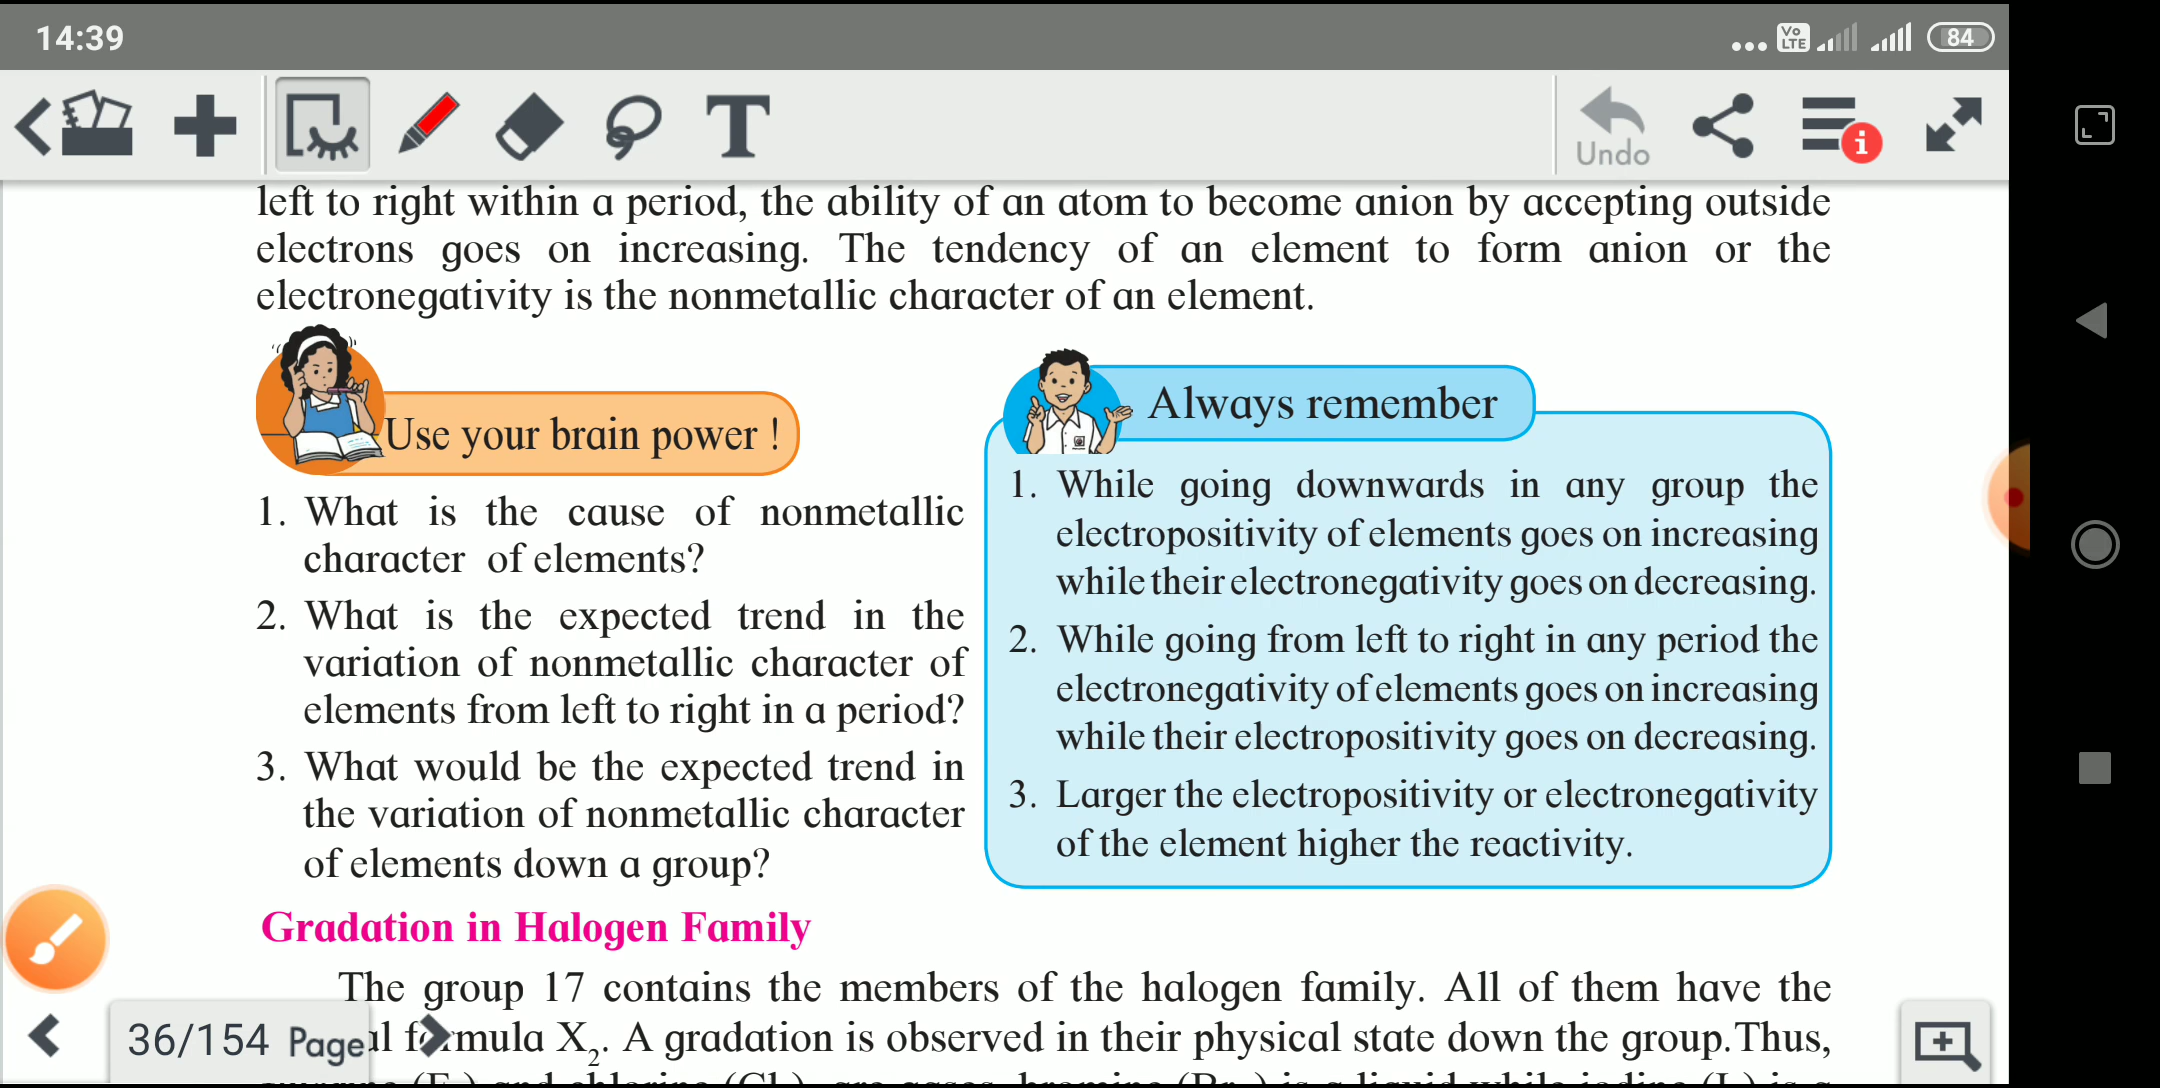 14:39
Vo LTE
84
T
Undo
i
left to right within a period, the ability of an atom to become anion by accepting outside
electrons goes on increasing. The tendency of an element to form anion or the
electronegativity is the nonmetallic character of an element.
Use your brain power !
1. What is the cause of nonmetallic
character of elements?
2. What is the expected trend in the
variation of nonmetallic character of
elements from left to right in a period?
3. What would be the expected trend in
the variation of nonmetallic character
of elements down a group?
Always remember
1. While going downwards in any group the
electropositivity of elements goes on increasing
while their electronegativity goes on decreasing.
2. While going from left to right in any period the
electronegativity of elements goes on increasing
while their electropositivity goes on decreasing.
3. Larger the electropositivity or electronegativity
of the element higher the reactivity.
Gradation in Halogen Family
The group 17 contains the members of the halogen family. All of them have the
formula X₂. A gradation is observed in their physical state down the group.Thus,
36/154 Page